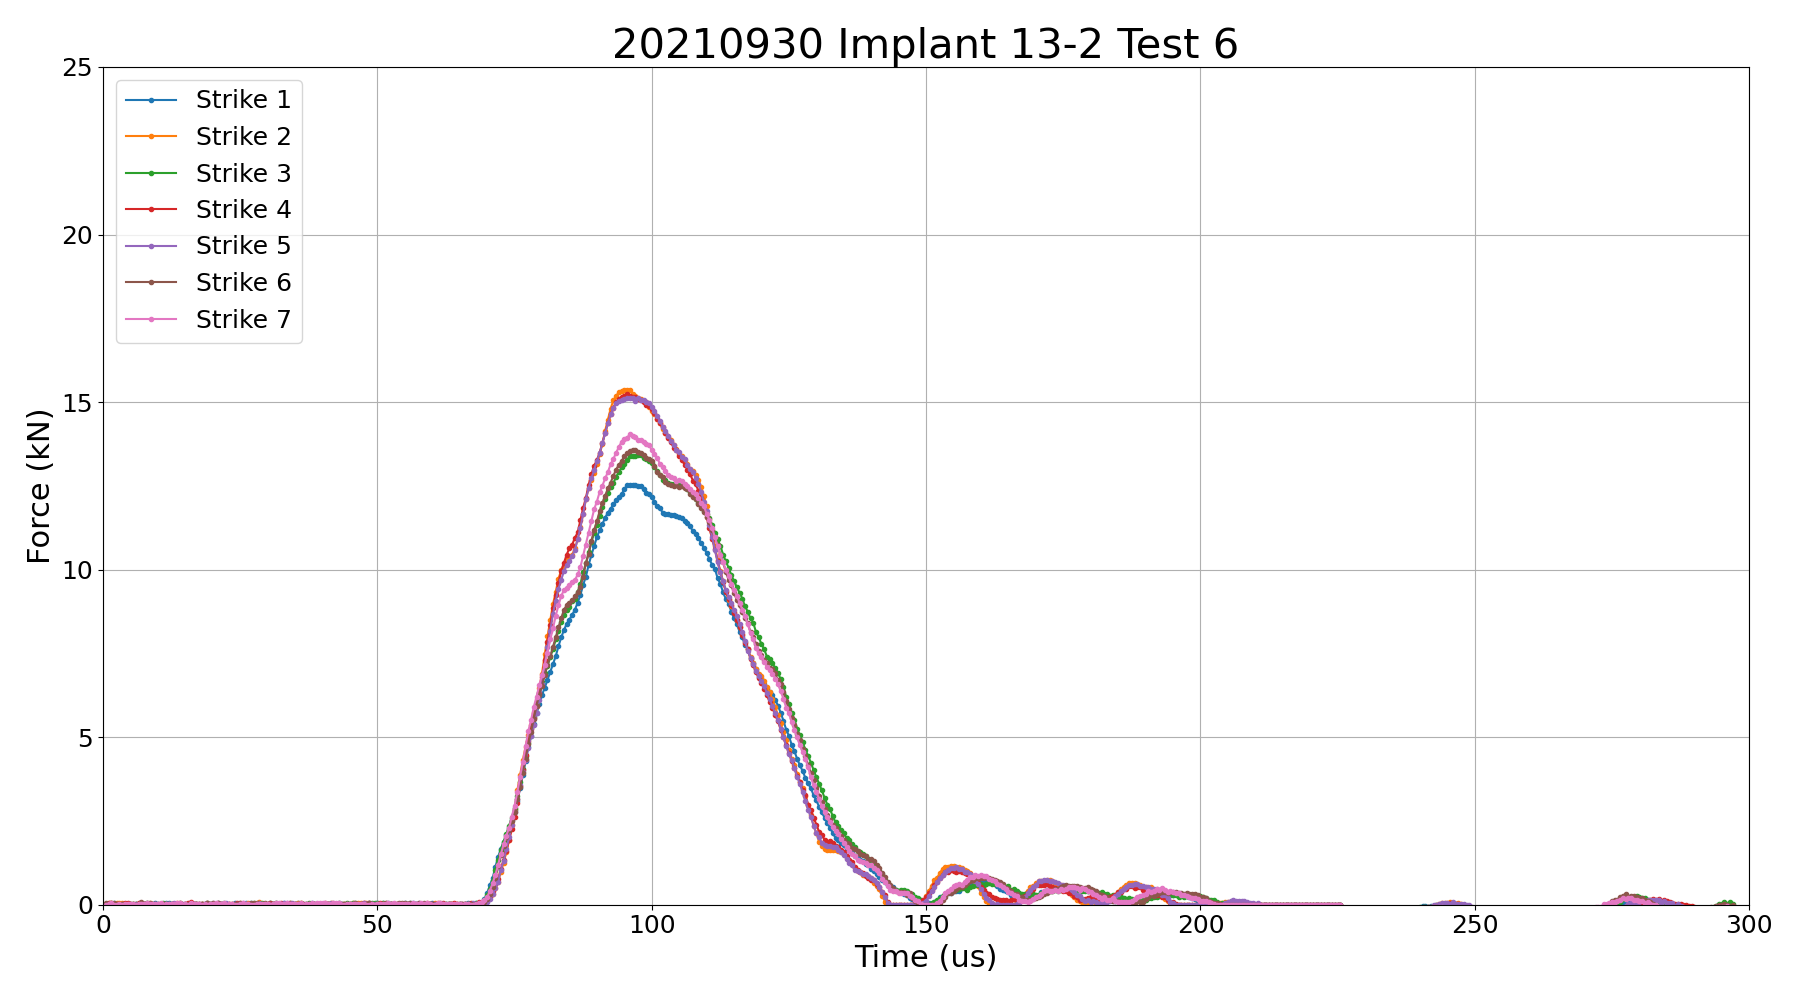 20210930 Implant 13-2 Test 6
25
20
15
10
5
0
Strike 1
Strike 2
Strike 3
Strike 4
Strike 5
Strike 6
Strike 7
Force (kN)
0 50 100 150 200 250 300
Time (us)